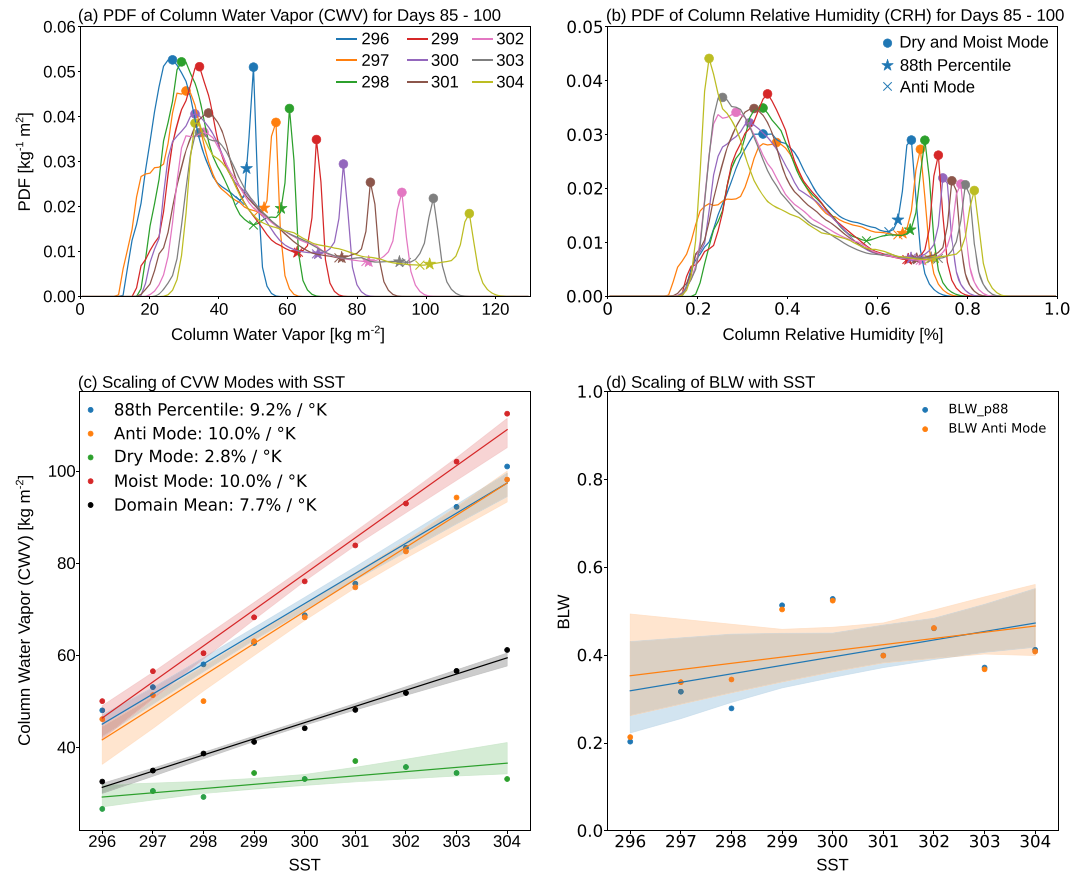 (a) PDF of Column Water Vapor (CWV) for Days 85 - 100
0.06
0.05
0.04
0.03
0.02
0.01
0.00
PDF [kg⁻¹ m²]
296 299 302
297 300 303
298 301 304
0 20 40 60 80 100 120
Column Water Vapor [kg m⁻²]
(b) PDF of Column Relative Humidity (CRH) for Days 85 - 100
0.05
0.04
0.03
0.02
0.01
0.00
Dry and Moist Mode
88th Percentile
Anti Mode
0 0.2 0.4 0.6 0.8 1.0
Column Relative Humidity [%]
(c) Scaling of CVW Modes with SST
88th Percentile: 9.2% / °K
Anti Mode: 10.0% / °K
Dry Mode: 2.8% / °K
Moist Mode: 10.0% / °K
Domain Mean: 7.7% / °K
100
80
60
40
Column Water Vapor (CWV) [kg m⁻²]
296 297 298 299 300 301 302 303 304
SST
(d) Scaling of BLW with SST
1.0
0.8
0.6
0.4
0.2
0.0
BLW
BLW_p88
BLW Anti Mode
296 297 298 299 300 301 302 303 304
SST